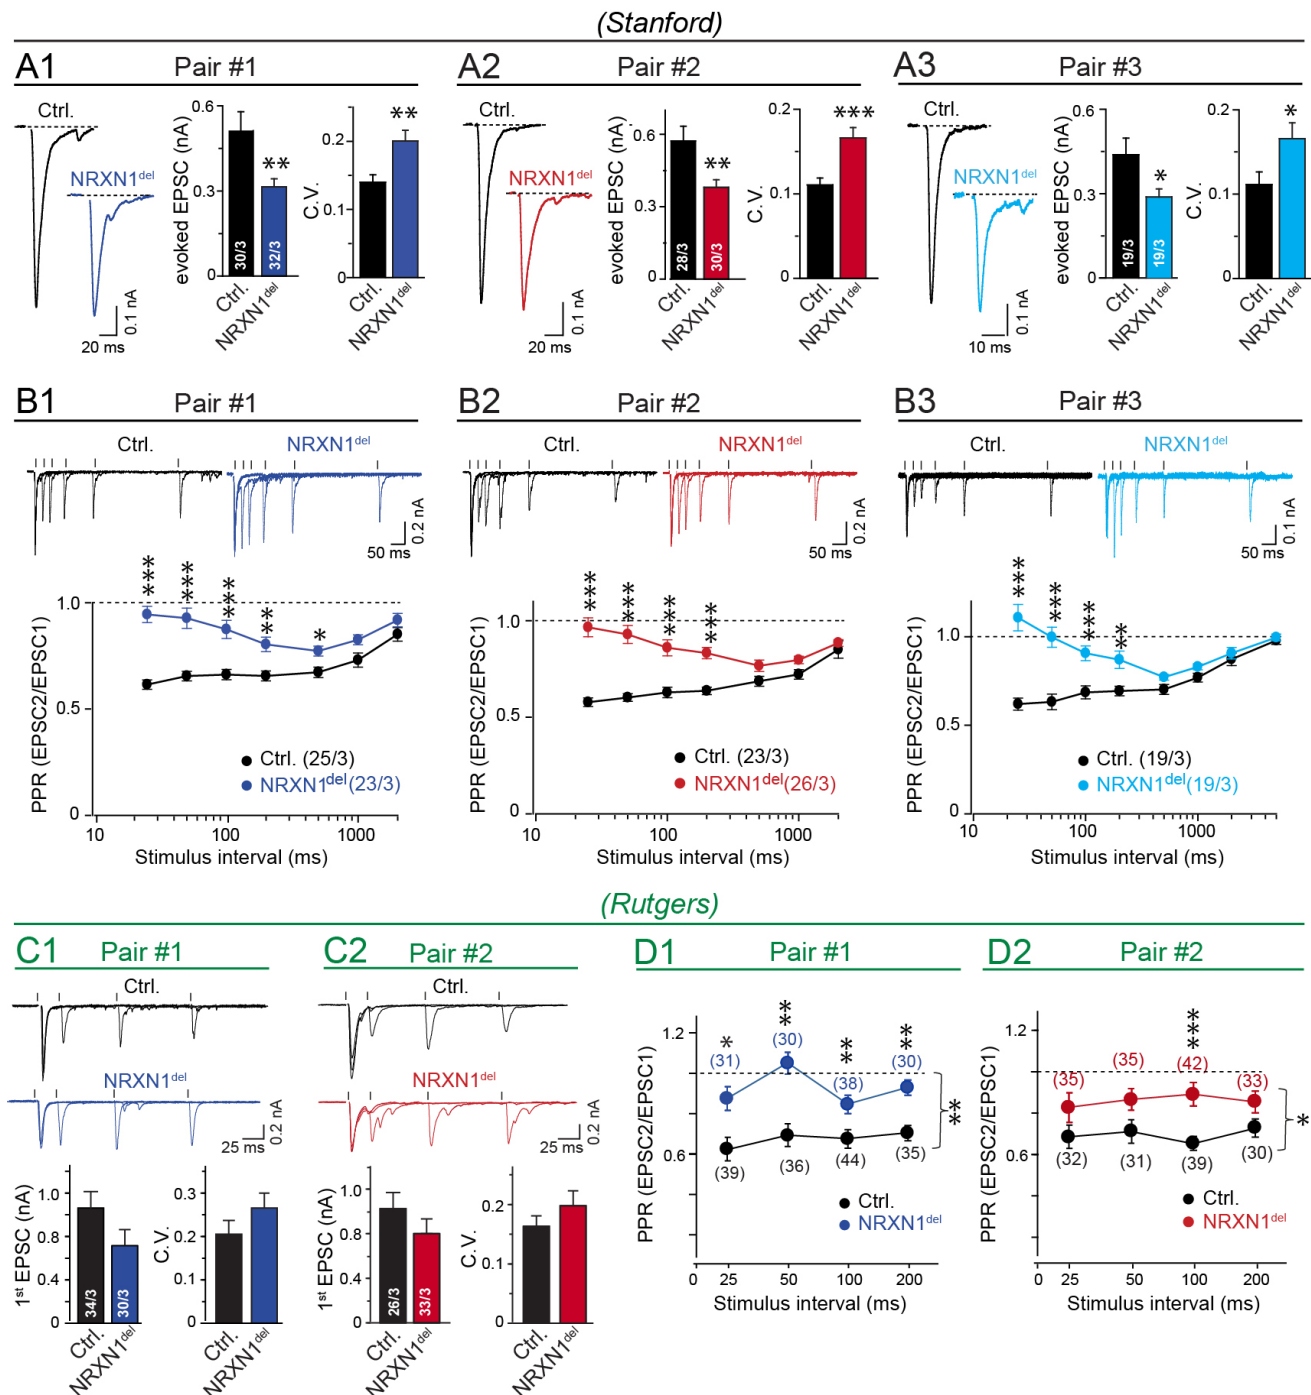 (Stanford)
A1 Pair #1
Ctrl.
NRXN1del
0.1 nA
20 ms
evoked EPSC (nA)
0.6
0.3
0
30/3
32/3
**
Ctrl.
NRXN1del
C.V.
0.2
0.1
0
**
Ctrl.
NRXN1del
A2 Pair #2
Ctrl.
NRXN1del
0.1 nA
20 ms
evoked EPSC (nA)
0.6
0.3
0
28/3
30/3
**
Ctrl.
NRXN1del
C.V.
0.2
0.1
0
***
Ctrl.
NRXN1del
A3 Pair #3
Ctrl.
NRXN1del
0.1 nA
10 ms
evoked EPSC (nA)
0.6
0.3
0
19/3
19/3
*
Ctrl.
NRXN1del
C.V.
0.2
0.1
0
*
Ctrl.
NRXN1del
B1 Pair #1
Ctrl.
NRXN1del
50 ms
0.2 nA
*** *** *** *** *
PPR (EPSC2/EPSC1)
1.0
0.5
0
Ctrl. (25/3)
NRXN1del(23/3)
10 100 1000
Stimulus interval (ms)
B2 Pair #2
Ctrl.
NRXN1del
50 ms
0.2 nA
*** *** *** ***
PPR (EPSC2/EPSC1)
1.0
0.5
0
Ctrl. (23/3)
NRXN1del(26/3)
10 100 1000
Stimulus interval (ms)
B3 Pair #3
Ctrl.
NRXN1del
50 ms
0.1 nA
*** *** *** **
PPR (EPSC2/EPSC1)
1.0
0.5
0
Ctrl. (19/3)
NRXN1del(19/3)
10 100 1000
Stimulus interval (ms)
(Rutgers)
C1 Pair #1
Ctrl.
NRXN1del
25 ms
0.2 nA
1st EPSC (nA)
1.0
0.8
0.4
0
34/3
30/3
Ctrl.
NRXN1del
C.V.
0.3
0.2
0.1
0
Ctrl.
NRXN1del
C2 Pair #2
Ctrl.
NRXN1del
25 ms
0.2 nA
1st EPSC (nA)
1.0
0.8
0.4
0
26/3
33/3
Ctrl.
NRXN1del
C.V.
0.2
0.1
0
Ctrl.
NRXN1del
D1 Pair #1
PPR (EPSC2/EPSC1)
1.2
0.6
* ** ** **
(31) (30) (38) (30)
**
(39) (36) (44) (35)
Ctrl.
NRXN1del
0 25 50 100 200
Stimulus interval (ms)
D2 Pair #2
PPR (EPSC2/EPSC1)
1.2
0.6
***
(35) (35) (42) (33)
*
(32) (31) (39) (30)
Ctrl.
NRXN1del
0 25 50 100 200
Stimulus interval (ms)